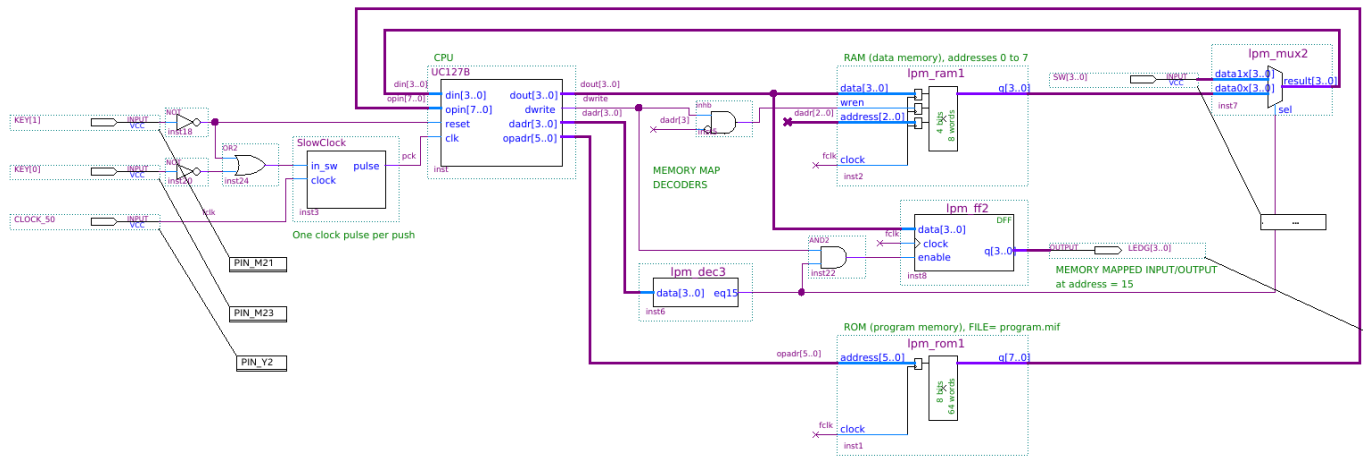 CPU
UC127B
din[3..0]
opin[7..0]
din[3..0]
opin[7..0]
reset
clk
dout[3..0]
dwrite
dadr[3..0]
opadr[5..0]
inst
dout[3..0]
dwrite
dadr[3..0]
KEY[1]
INPUT
VCC
NOT
inst18
KEY[0]
INPUT
VCC
NOT
inst20
CLOCK_50
INPUT
VCC
fclk
OR2
inst24
SlowClock
in_sw
pulse
clock
inst3
pck
One clock pulse per push
PIN_M21
PIN_M23
PIN_Y2
inhb
dadr[3]
MEMORY MAP
DECODERS
RAM (data memory), addresses 0 to 7
lpm_ram1
data[3..0]
wren
address[2..0]
dadr[2..0]
q[3..0]
4 bits
8 words
fclk
clock
inst2
SW[3..0]
INPUT
VCC
lpm_mux2
data1x[3..0]
data0x[3..0]
result[3..0]
sel
inst7
...
lpm_ff2
DFF
data[3..0]
fclk
clock
enable
q[3..0]
inst8
AND2
inst22
OUTPUT
LEDG[3..0]
MEMORY MAPPED INPUT/OUTPUT
at address = 15
lpm_dec3
data[3..0]
eq15
inst6
ROM (program memory), FILE= program.mif
lpm_rom1
opadr[5..0]
address[5..0]
q[7..0]
8 bits
64 words
fclk
clock
inst1